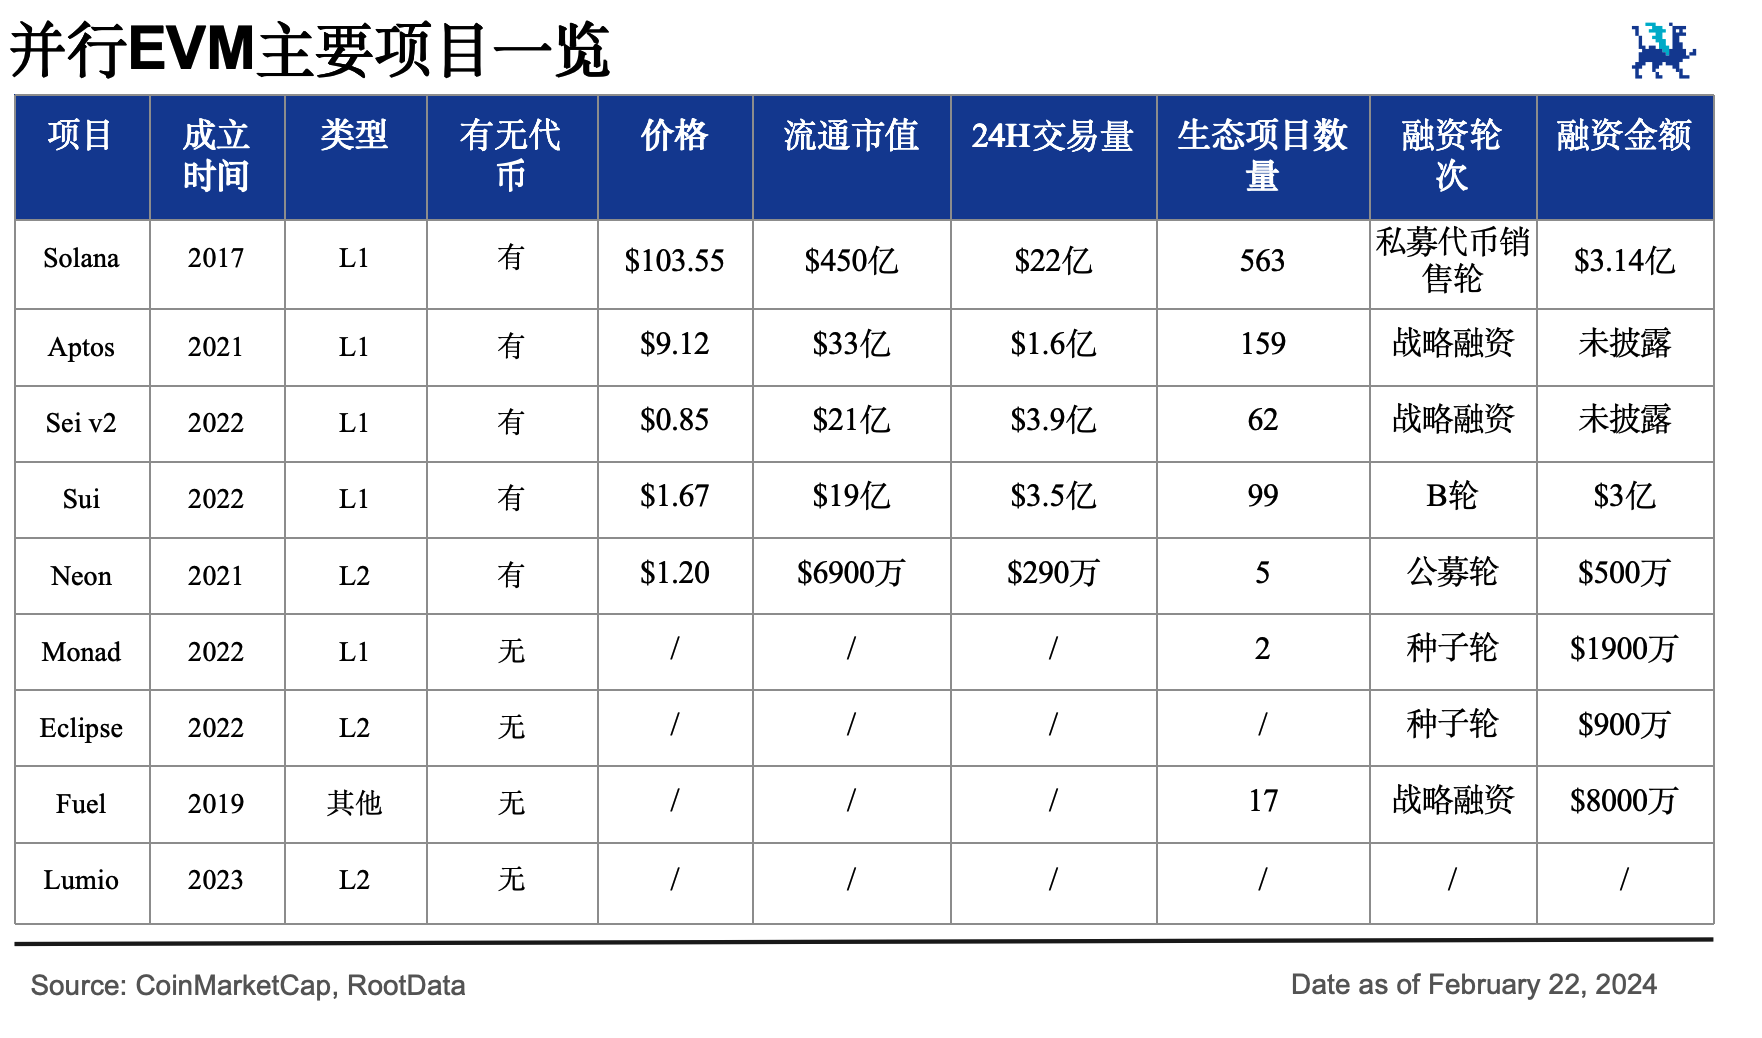 并行EVM主要项目一览
项目 成立时间 类型 有无代币 价格 流通市值 24H交易量 生态项目数量 融资轮次 融资金额
Solana 2017 L1 有 $103.55 $450亿 $22亿 563 私募代币销售轮 $3.14亿
Aptos 2021 L1 有 $9.12 $33亿 $1.6亿 159 战略融资 未披露
Sei v2 2022 L1 有 $0.85 $21亿 $3.9亿 62 战略融资 未披露
Sui 2022 L1 有 $1.67 $19亿 $3.5亿 99 B轮 $3亿
Neon 2021 L2 有 $1.20 $6900万 $290万 5 公募轮 $500万
Monad 2022 L1 无 / / / 2 种子轮 $1900万
Eclipse 2022 L2 无 / / / / 种子轮 $900万
Fuel 2019 其他 无 / / / 17 战略融资 $8000万
Lumio 2023 L2 无 / / / / / /
Source: CoinMarketCap, RootData
Date as of February 22, 2024